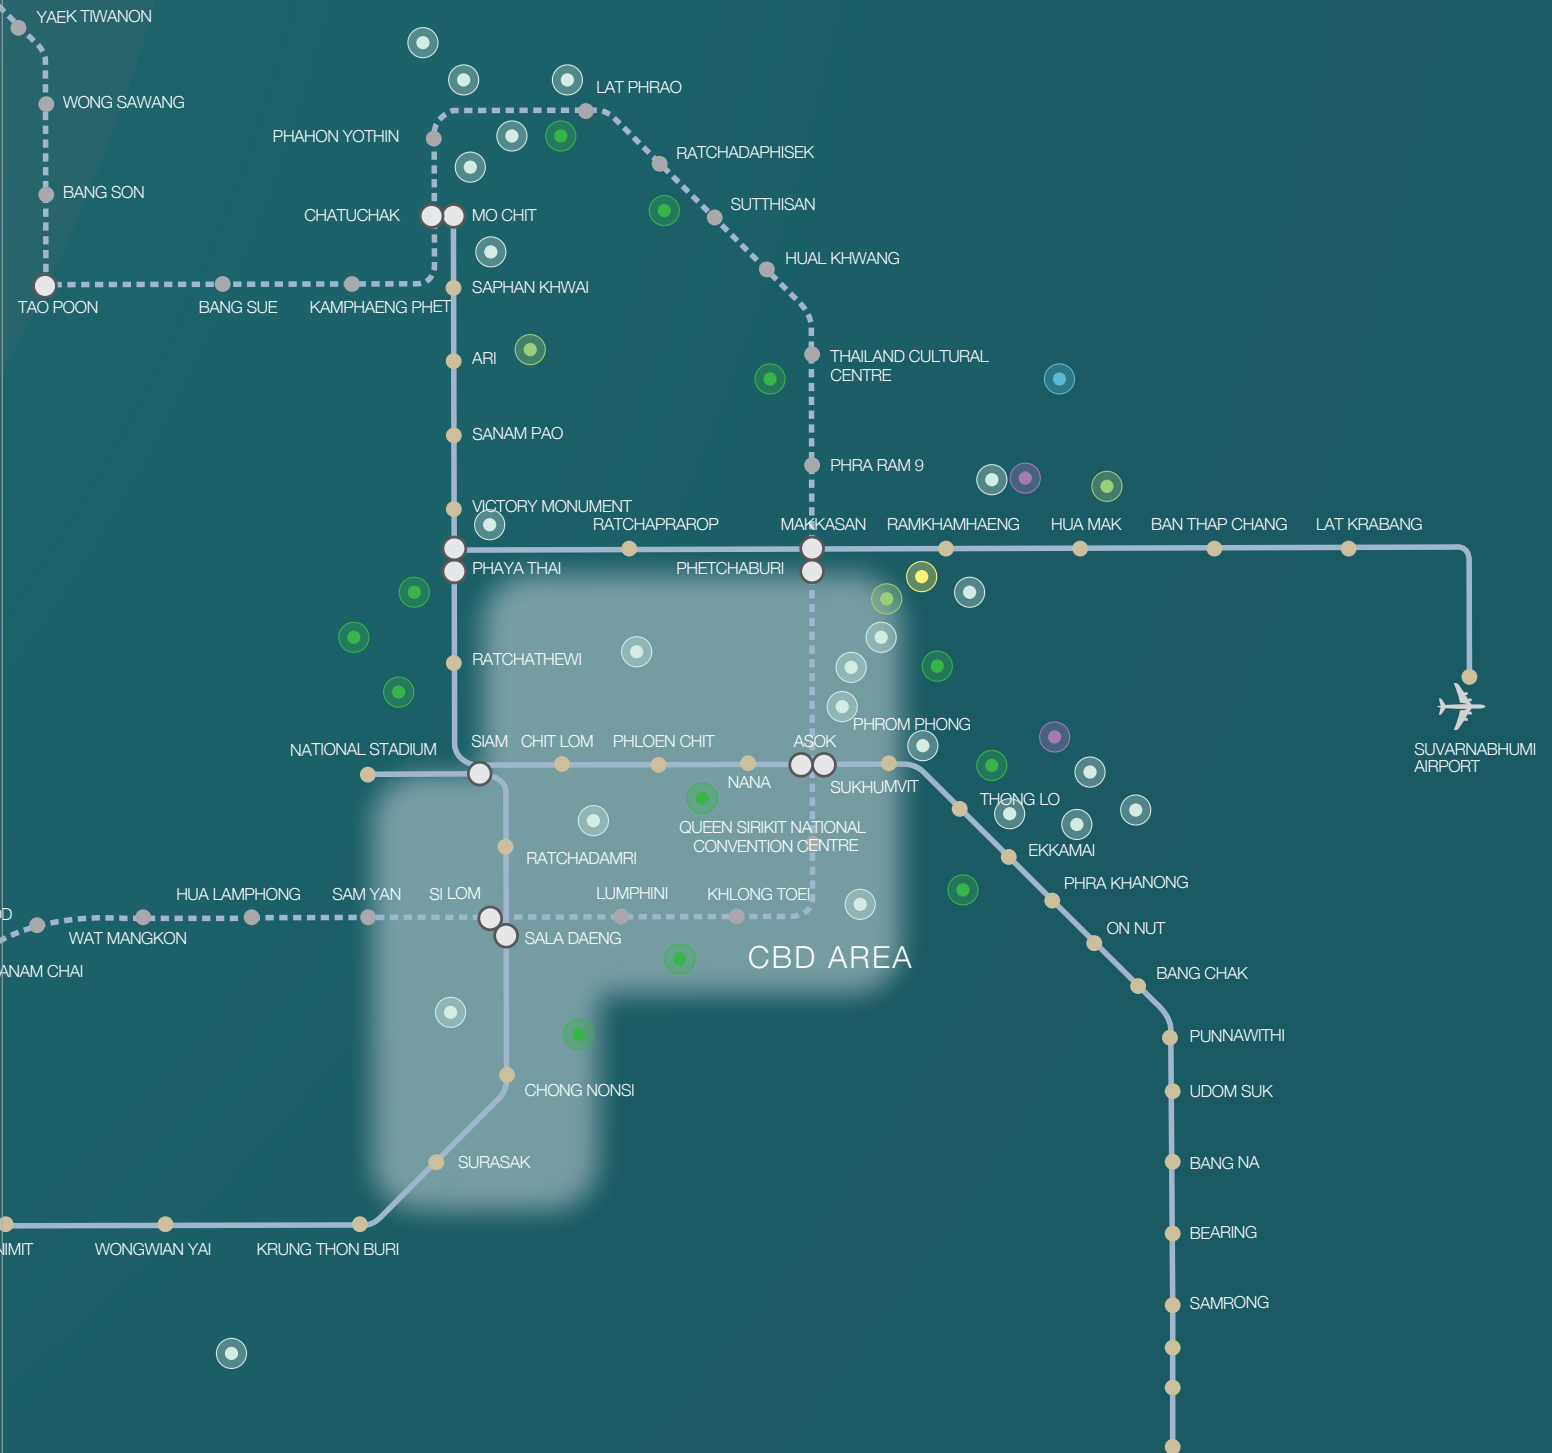 YAEK TIWANON
LAT PHRAO
WONG SAWANG
PHAHON YOTHIN
RATCHADAPHISEK
BANG SON
SUTTHISAN
CHATUCHAK
MO CHIT
HUAL KHWANG
SAPHAN KHWAI
TAO POON
BANG SUE
KAMPHAENG PHET
ARI
THAILAND CULTURAL
CENTRE
SANAM PAO
PHRA RAM 9
VICTORY MONUMENT
RATCHAPRAROP
MAKKASAN
RAMKHAMHAENG
HUA MAK
BAN THAP CHANG
LAT KRABANG
PHAYA THAI
PHETCHABURI
RATCHATHEWI
PHROM PHONG
NATIONAL STADIUM
SIAM
CHIT LOM
PHLOEN CHIT
ASOK
SUVARNABHUMI
AIRPORT
NANA
SUKHUMVIT
THONG LO
QUEEN SIRIKIT NATIONAL
CONVENTION CENTRE
RATCHADAMRI
EKKAMAI
PHRA KHANONG
HUA LAMPHONG
SAM YAN
SI LOM
LUMPHINI
KHLONG TOEI
OD
WAT MANGKON
SALA DAENG
ON NUT
CBD AREA
ANAM CHAI
BANG CHAK
PUNNAWITHI
CHONG NONSI
UDOM SUK
SURASAK
BANG NA
BEARING
NIMIT
WONGWIAN YAI
KRUNG THON BURI
SAMRONG